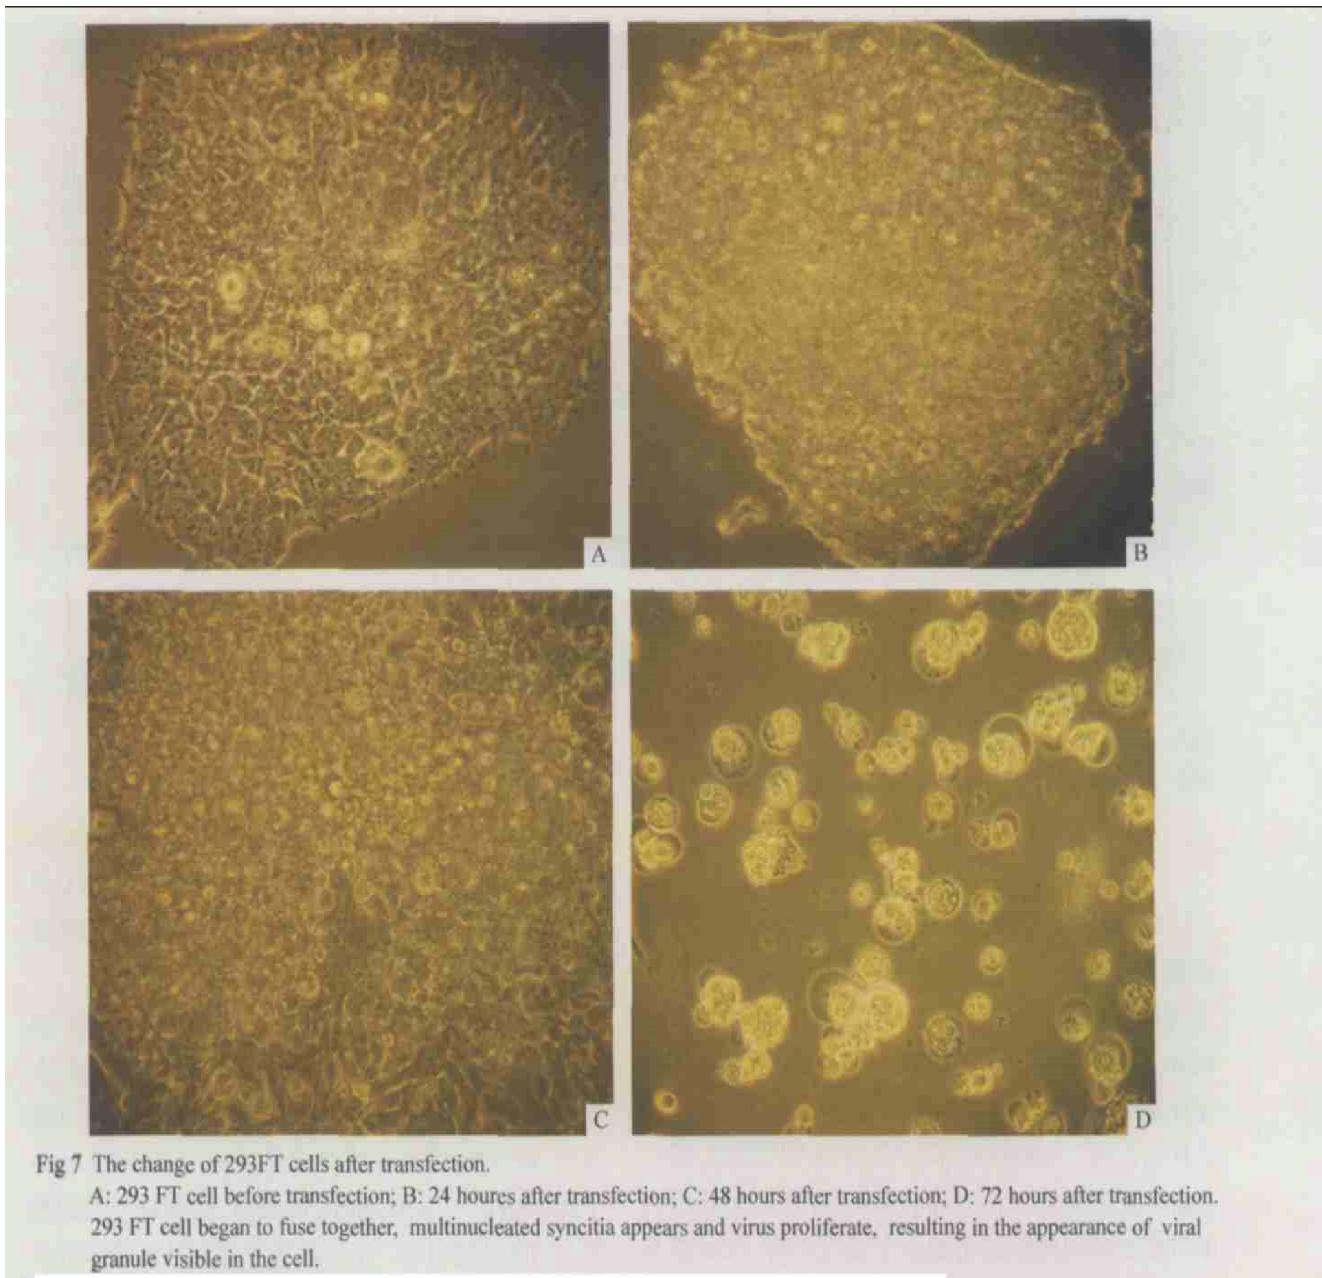 A
B
C
D
Fig 7 The change of 293FT cells after transfection.
A: 293 FT cell before transfection; B: 24 houres after transfection; C: 48 hours after transfection; D: 72 hours after transfection.
293 FT cell began to fuse together, multinucleated syncitia appears and virus proliferate, resulting in the appearance of viral
granule visible in the cell.